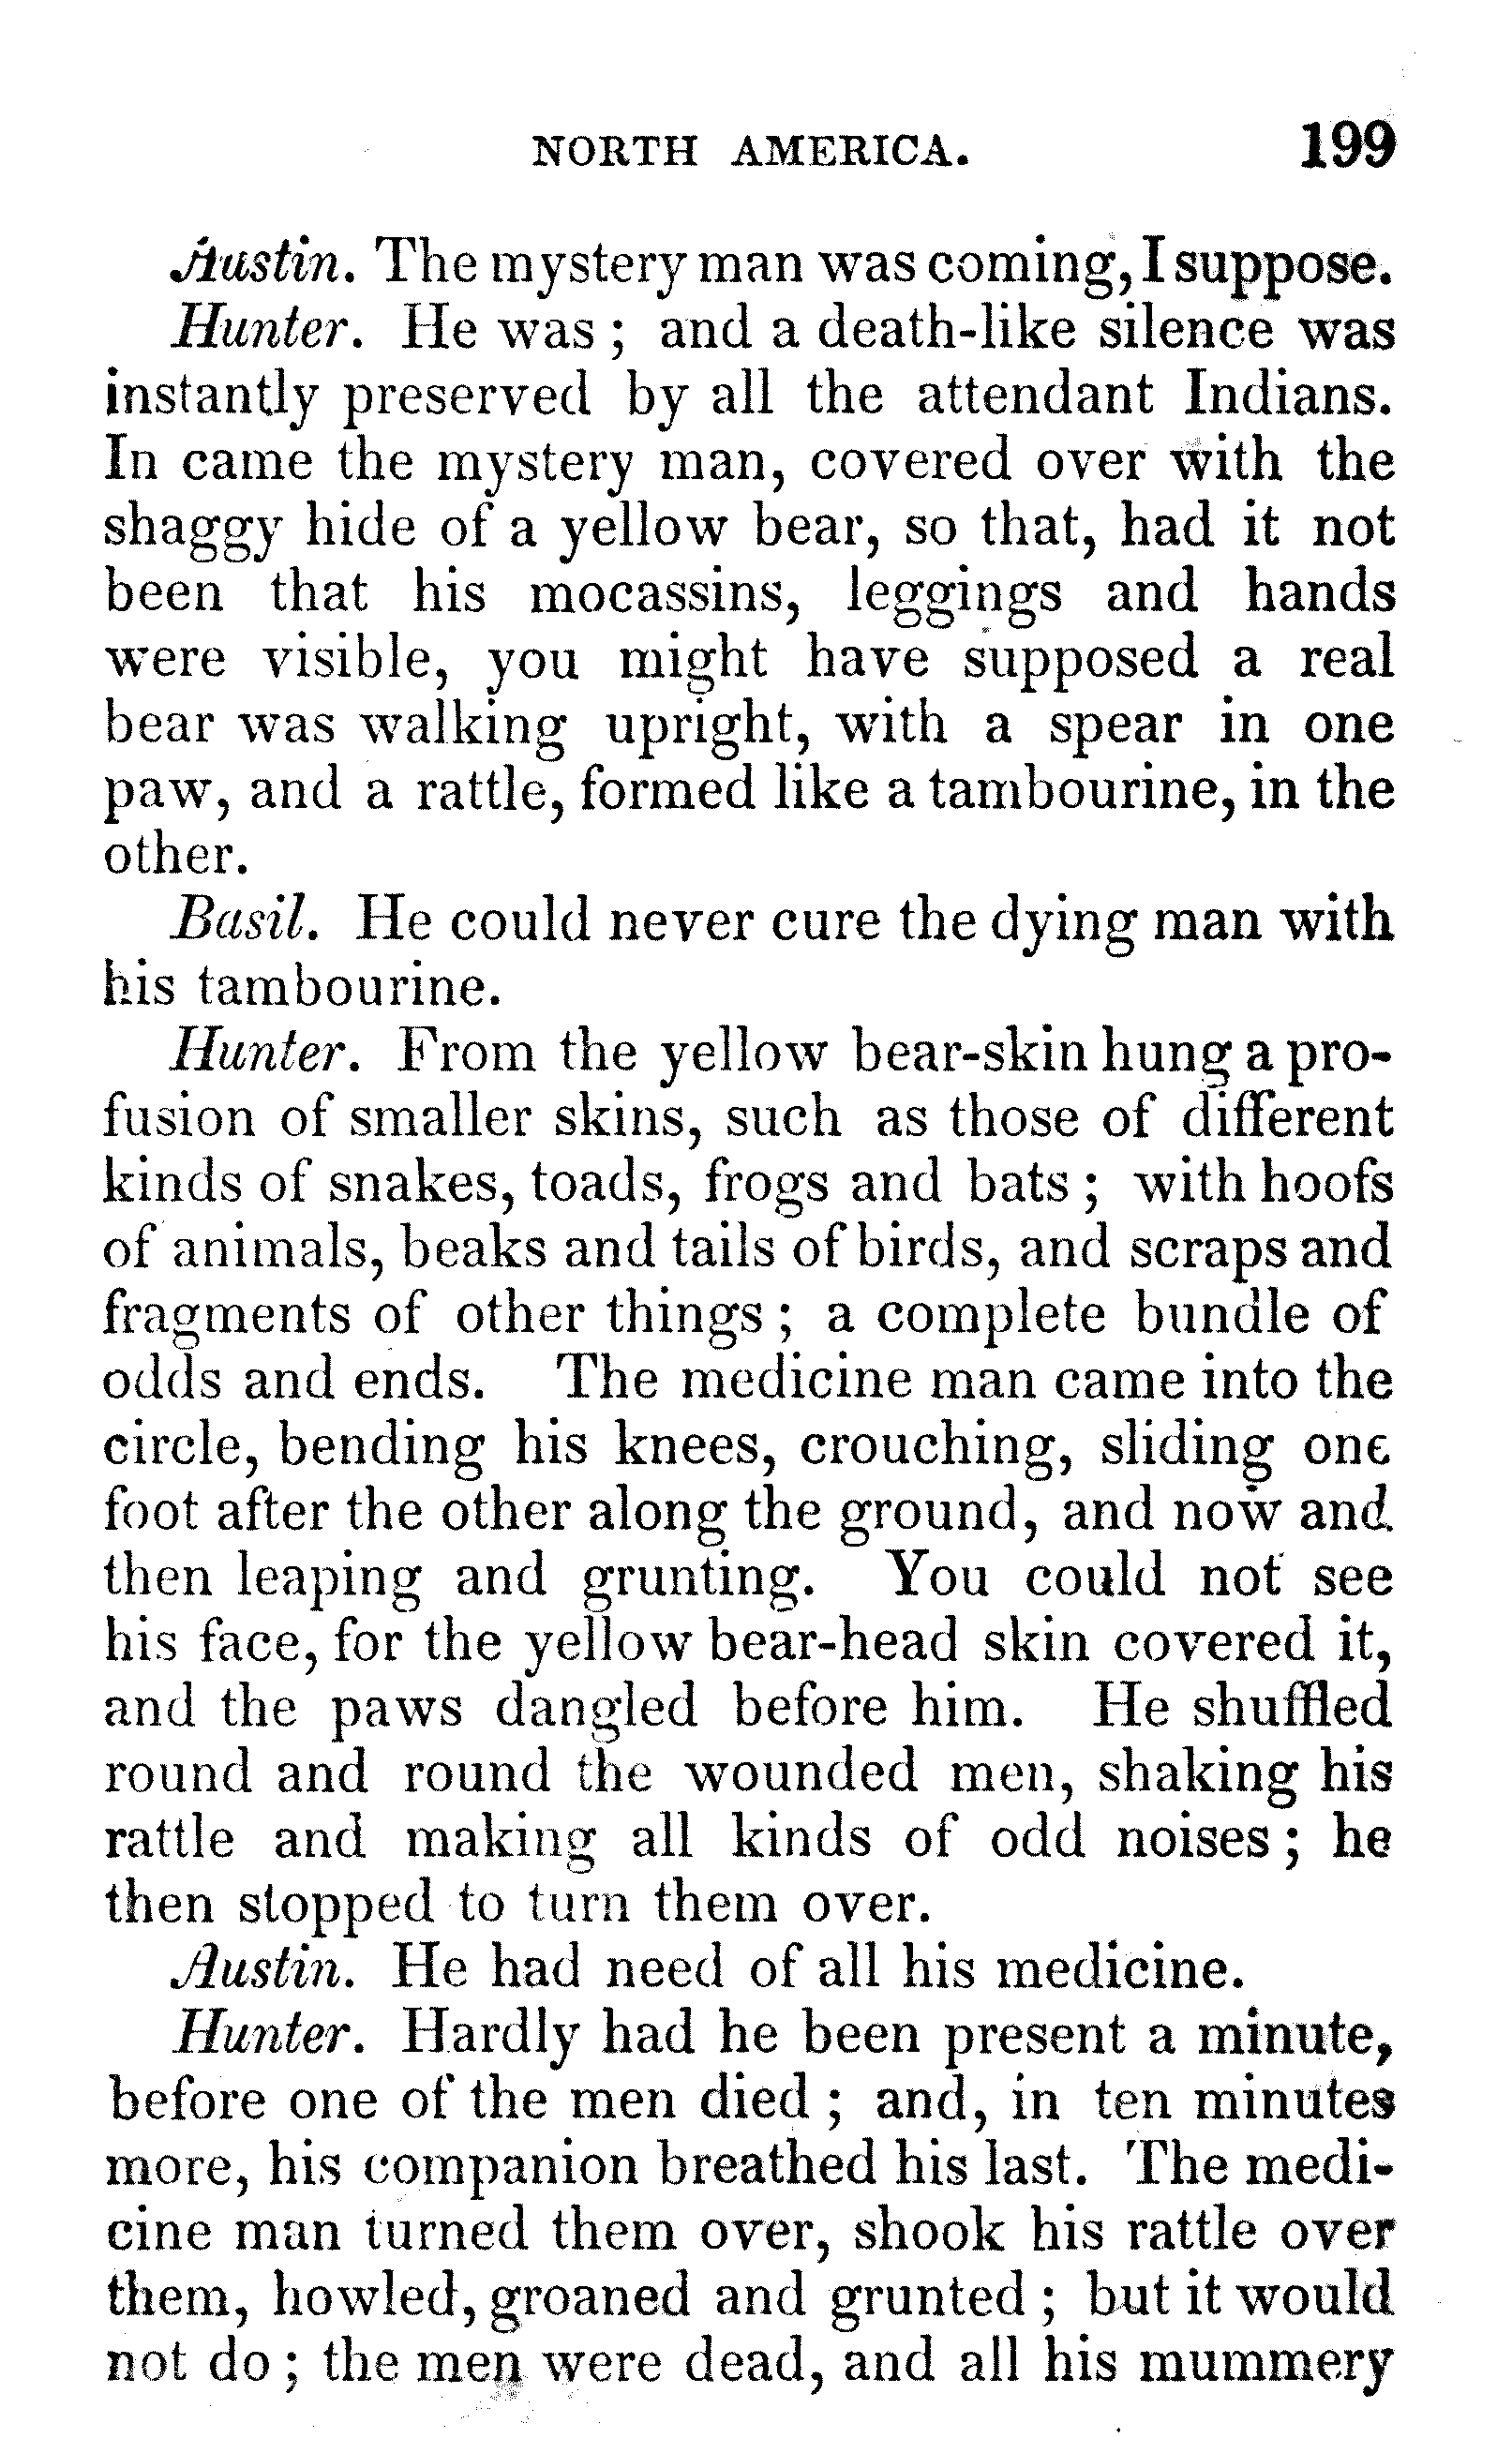 NORTH AMERICA. 199
Austin. The mystery man was coming, I suppose.
Hunter. He was ; and a death-like silence was
instantly preserved by all the attendant Indians.
In came the mystery man, covered over with the
shaggy hide of a yellow bear, so that, had it not
been that his mocassins, leggings and hands
were visible, you might have supposed a real
bear was walking upright, with a spear in one
paw, and a rattle, formed like a tambourine, in the
other.
Basil. He could never cure the dying man with
his tambourine.
Hunter. From the yellow bear-skin hung a pro-
fusion of smaller skins, such as those of different
kinds of snakes, toads, frogs and bats ; with hoofs
of animals, beaks and tails of birds, and scraps and
fragments of other things ; a complete bundle of
odds and ends. The medicine man came into the
circle, bending his knees, crouching, sliding one
foot after the other along the ground, and now and
then leaping and grunting. You could not see
his face, for the yellow bear-head skin covered it,
and the paws dangled before him. He shuffled
round and round the wounded men, shaking his
rattle and making all kinds of odd noises ; he
then stopped to turn them over.
Austin. He had need of all his medicine.
Hunter. Hardly had he been present a minute,
before one of the men died ; and, in ten minutes
more, his companion breathed his last. The medi-
cine man turned them over, shook his rattle over
them, howled, groaned and grunted ; but it would
not do ; the men were dead, and all his mummery